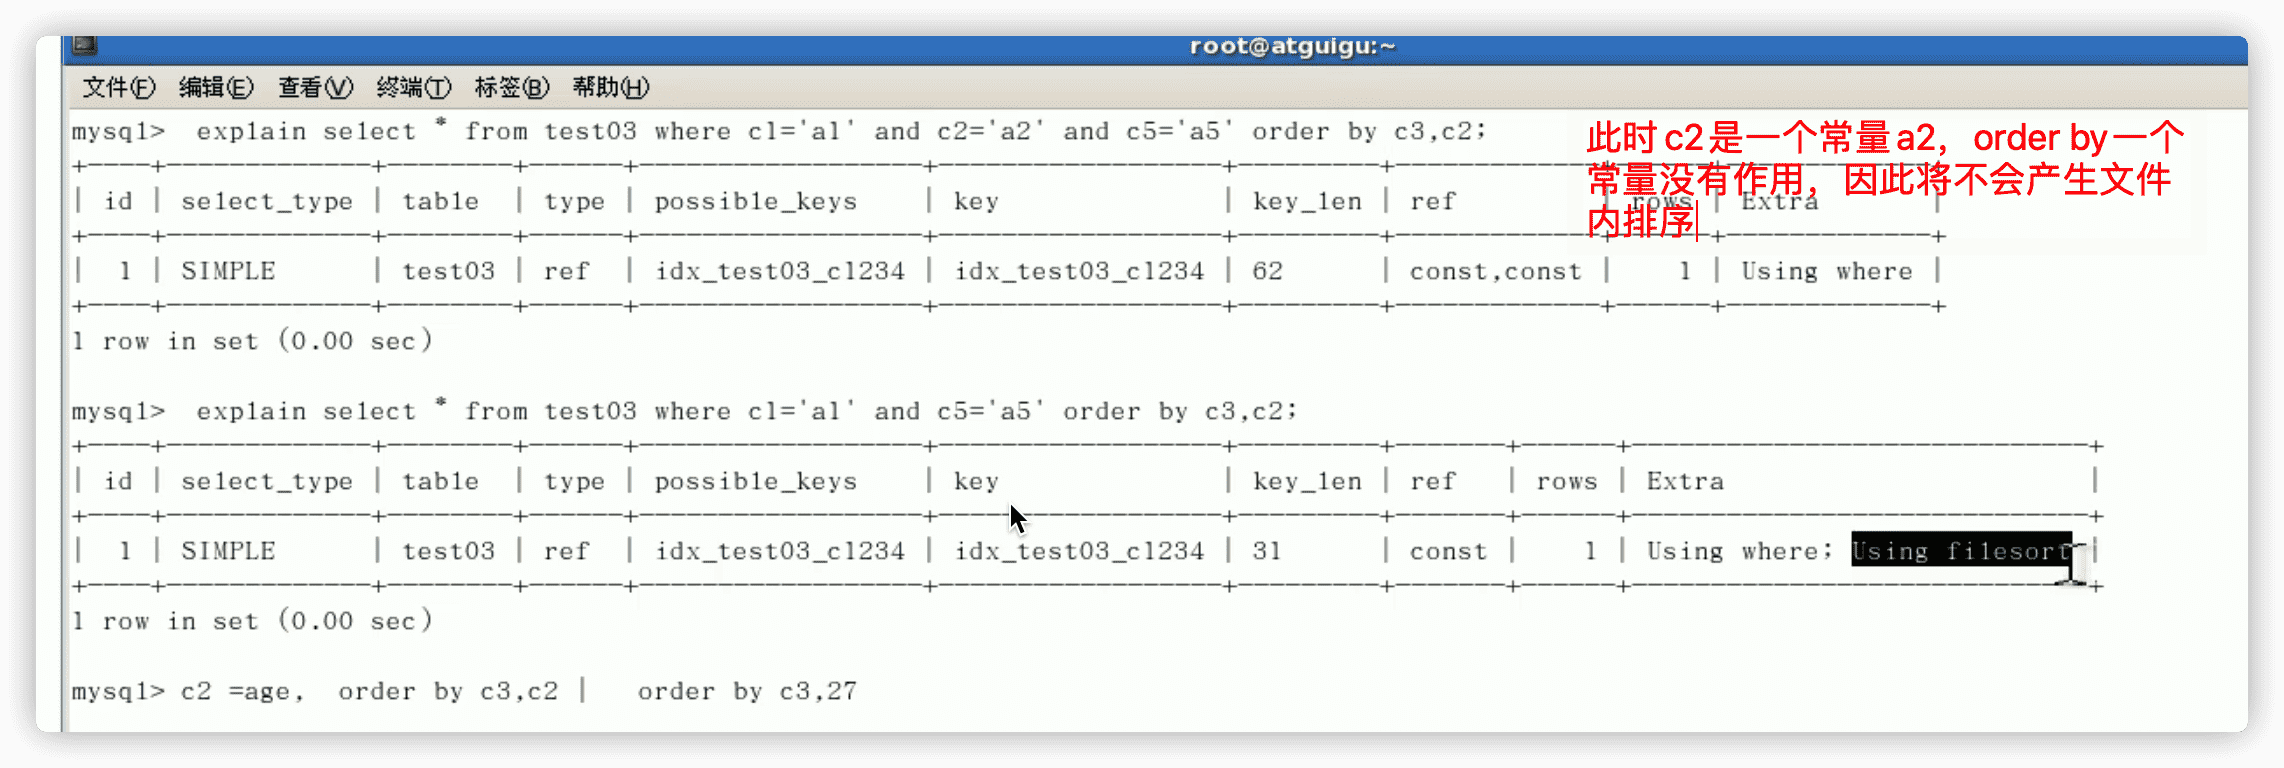 root@atguigu:~
文件(F) 编辑(E) 查看(V) 终端(T) 标签(B) 帮助(H)
mysql> explain select * from test03 where c1='a1' and c2='a2' and c5='a5' order by c3,c2;
此时c2是一个常量a2，order by一个
常量没有作用，因此将不会产生文件
内排序
+----+-------------+--------+------+------------------+------------------+---------+-------------+------+-------------+
| id | select_type | table | type | possible_keys | key | key_len | ref | rows | Extra |
+----+-------------+--------+------+------------------+------------------+---------+-------------+------+-------------+
| 1 | SIMPLE | test03 | ref | idx_test03_c1234 | idx_test03_c1234 | 62 | const,const | 1 | Using where |
+----+-------------+--------+------+------------------+------------------+---------+-------------+------+-------------+
1 row in set (0.00 sec)
mysql> explain select * from test03 where c1='a1' and c5='a5' order by c3,c2;
+----+-------------+--------+------+------------------+------------------+---------+-------+------+-----------------------------+
| id | select_type | table | type | possible_keys | key | key_len | ref | rows | Extra |
+----+-------------+--------+------+------------------+------------------+---------+-------+------+-----------------------------+
| 1 | SIMPLE | test03 | ref | idx_test03_c1234 | idx_test03_c1234 | 31 | const | 1 | Using where; Using filesort |
+----+-------------+--------+------+------------------+------------------+---------+-------+------+-----------------------------+
1 row in set (0.00 sec)
mysql> c2 =age, order by c3,c2 | order by c3,27